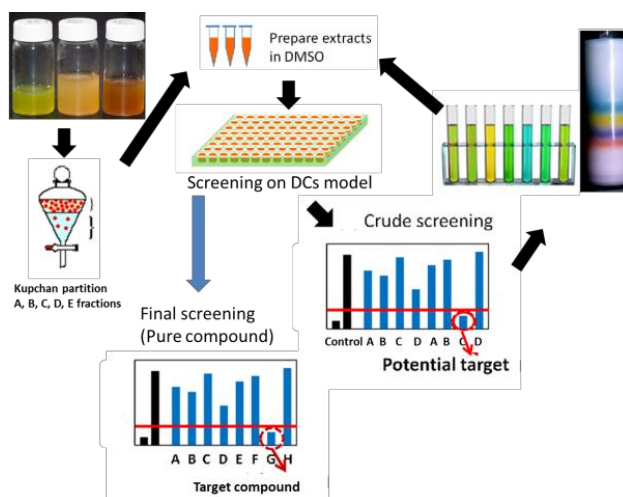 Prepare extracts
in DMSO
Screening on DCs model
Kupchan partition
A, B, C, D, E fractions
Crude screening
Control A B C D A B C D
Potential target
Final screening
(Pure compound)
A B C D E F G H
Target compound